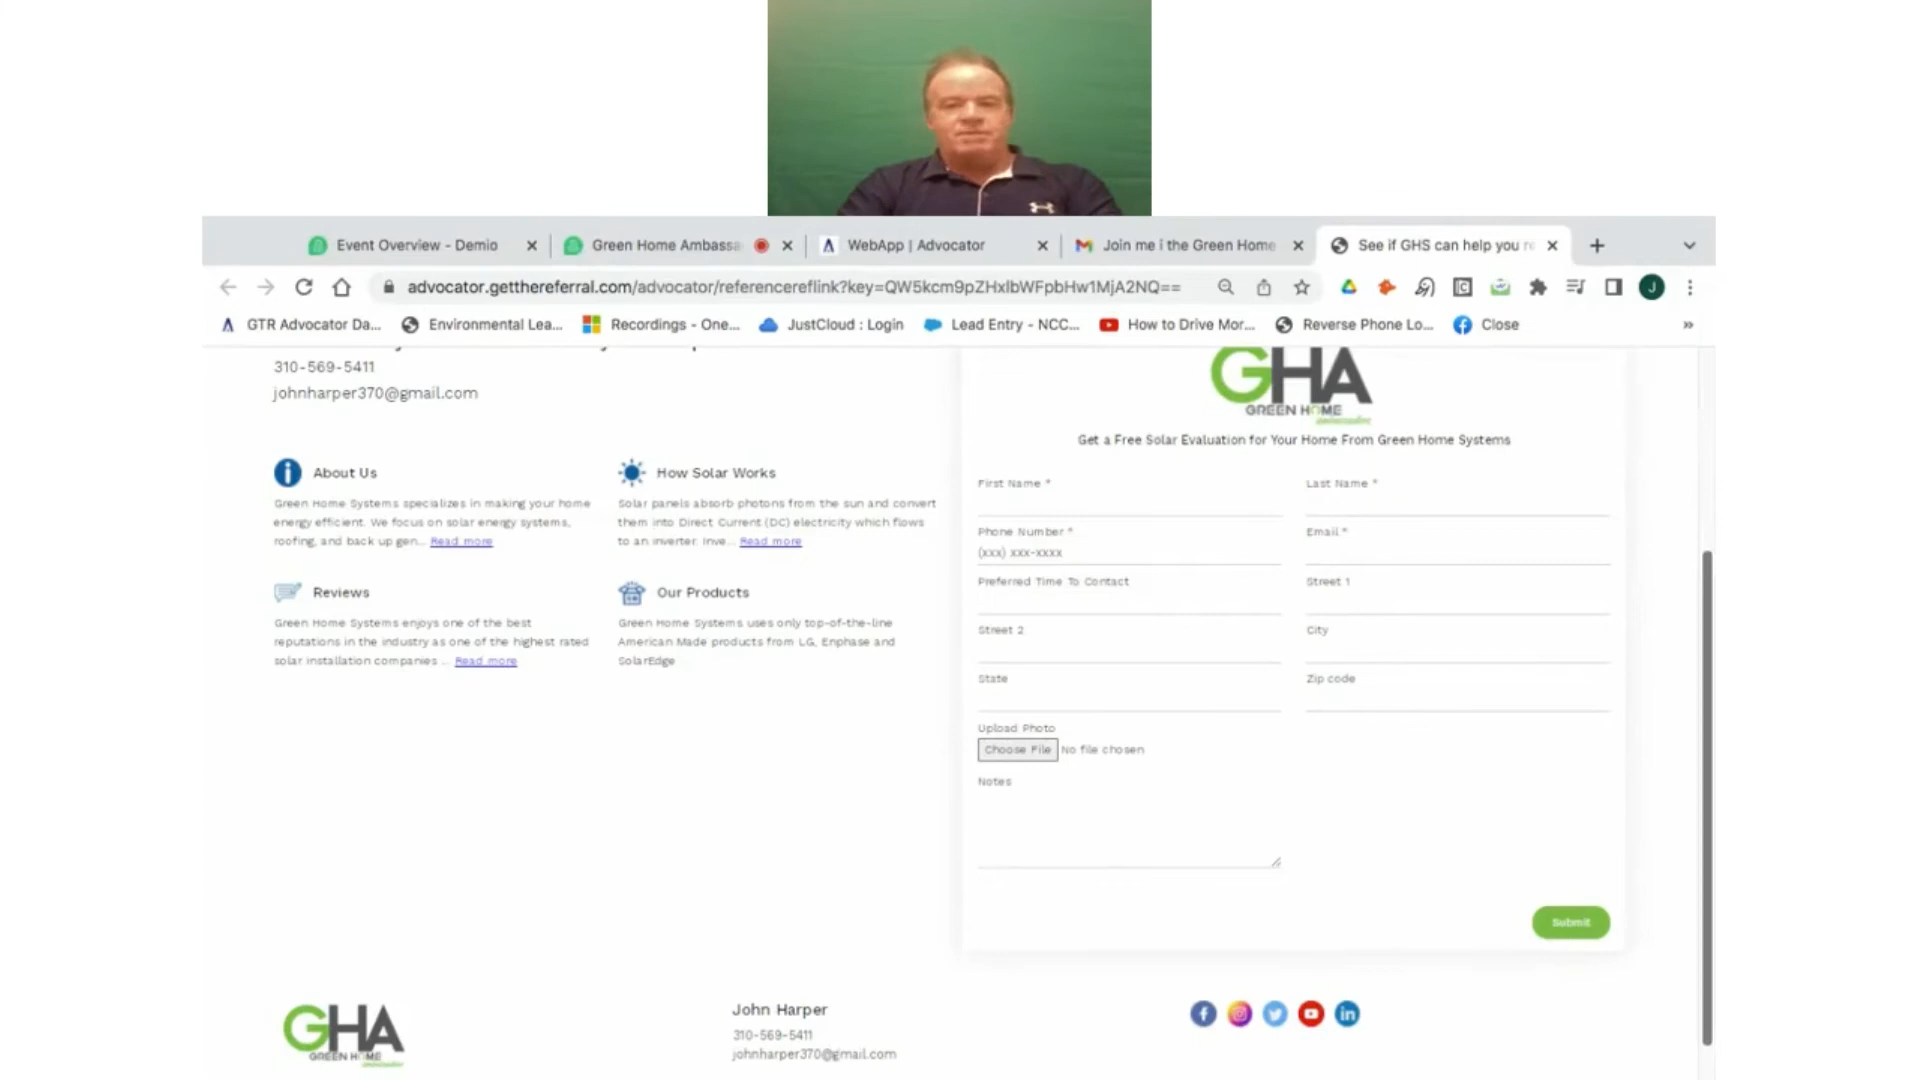 Event Overview - Demio
Green Home Ambassa
WebApp | Advocator
Join me i the Green Home
See if GHS can help you re
advocator.getthereferral.com/advocator/referencereflink?key=QW5kcm9pZHxlbWFpbHw1MjA2NQ==
J
GTR Advocator Da...
Environmental Lea...
Recordings - One...
JustCloud : Login
Lead Entry - NCC...
How to Drive Mor...
Reverse Phone Lo...
Close
»
310-569-5411
johnharper370@gmail.com
About Us
Green Home Systems specializes in making your home
energy efficient. We focus on solar energy systems,
roofing, and back up gen... Read more
How Solar Works
Solar panels absorb photons from the sun and convert
them into Direct Current (DC) electricity which flows
to an inverter. Inve... Read more
Reviews
Green Home Systems enjoys one of the best
reputations in the industry as one of the highest rated
solar installation companies ... Read more
Our Products
Green Home Systems uses only top-of-the-line
American Made products from LG, Enphase and
SolarEdge
GHA
GREEN HOME
ambassador
Get a Free Solar Evaluation for Your Home From Green Home Systems
First Name *
Last Name *
Phone Number *
(xxx) xxx-xxxx
Email *
Preferred Time To Contact
Street 1
Street 2
City
State
Zip code
Upload Photo
Choose File No file chosen
Notes
Submit
GHA
GREEN HOME
ambassador
John Harper
310-569-5411
johnharper370@gmail.com